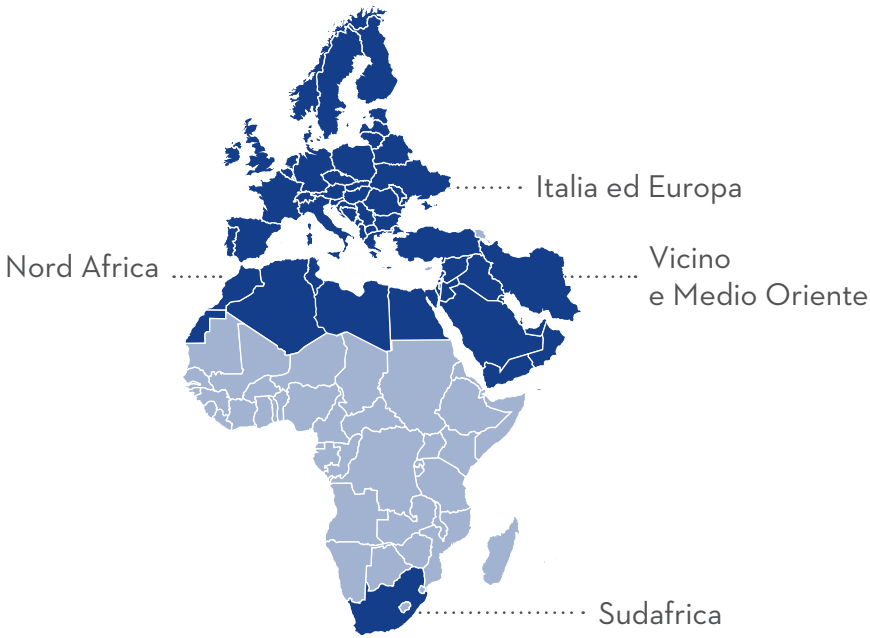 Italia ed Europa
Nord Africa
Vicino
e Medio Oriente
Sudafrica